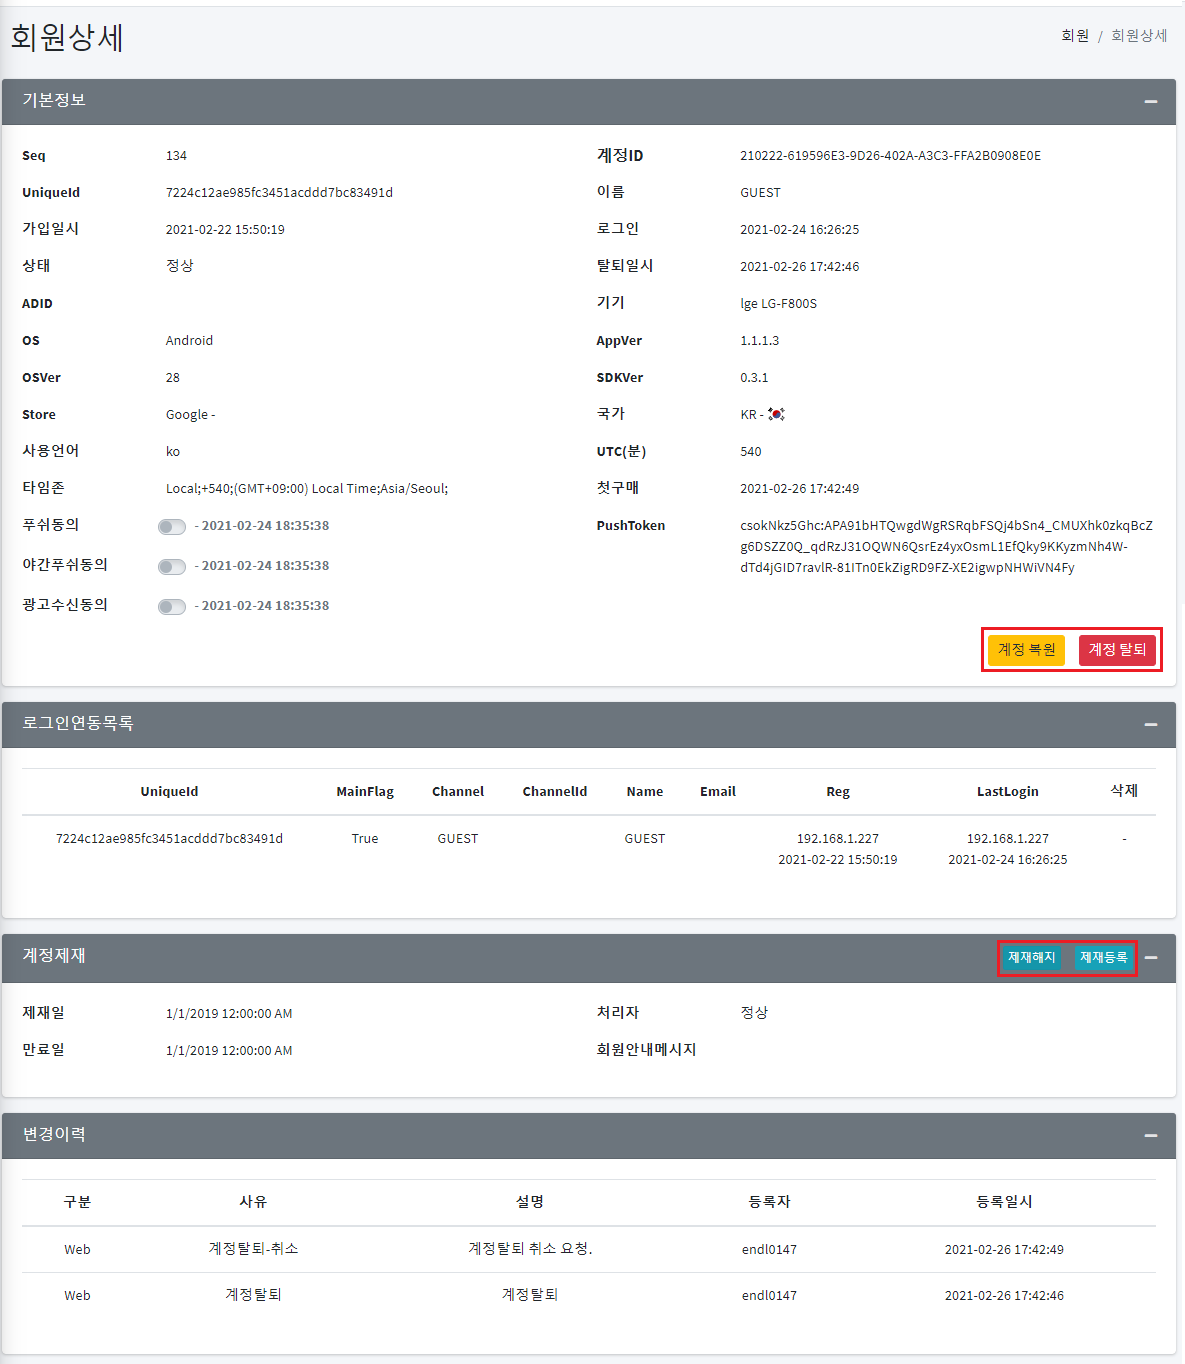 회원상세
회원 / 회원상세
기본정보
Seq 134 계정ID 210222-619596E3-9D26-402A-A3C3-FFA2B0908E0E
UniqueId 7224c12ae985fc3451acddd7bc83491d 이름 GUEST
가입일시 2021-02-22 15:50:19 로그인 2021-02-24 16:26:25
상태 정상 탈퇴일시 2021-02-26 17:42:46
ADID 기기 lge LG-F800S
OS Android AppVer 1.1.1.3
OSVer 28 SDKVer 0.3.1
Store Google - 국가 KR -
사용언어 ko UTC(분) 540
타임존 Local;+540;(GMT+09:00) Local Time;Asia/Seoul; 첫구매 2021-02-26 17:42:49
푸쉬동의 - 2021-02-24 18:35:38 PushToken csokNkz5Ghc:APA91bHTQwgdWgRSRqbFSQj4bSn4_CMUXhk0zkqBcZ
g6DSZZ0Q_qdRzJ31OQWN6QsrEz4yxOsmL1EfQky9KKyzmNh4W-
야간푸쉬동의 - 2021-02-24 18:35:38 dTd4jGID7ravlR-81ITn0EkZigRD9FZ-XE2igwpNHWiVN4Fy
광고수신동의 - 2021-02-24 18:35:38
계정 복원 계정 탈퇴
로그인연동목록
UniqueId MainFlag Channel ChannelId Name Email Reg LastLogin 삭제
7224c12ae985fc3451acddd7bc83491d True GUEST GUEST 192.168.1.227 192.168.1.227 -
2021-02-22 15:50:19 2021-02-24 16:26:25
계정제재 제재해지 제재등록
제재일 1/1/2019 12:00:00 AM 처리자 정상
만료일 1/1/2019 12:00:00 AM 회원안내메시지
변경이력
구분 사유 설명 등록자 등록일시
Web 계정탈퇴-취소 계정탈퇴 취소 요청. endl0147 2021-02-26 17:42:49
Web 계정탈퇴 계정탈퇴 endl0147 2021-02-26 17:42:46